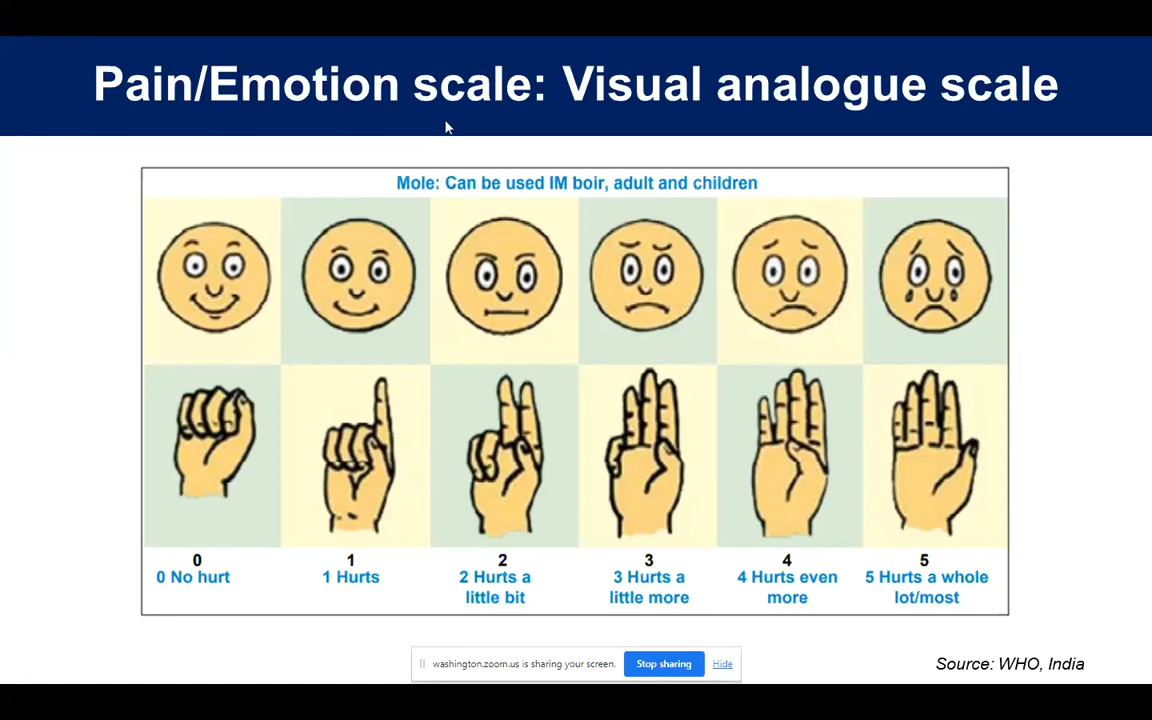 Pain/Emotion scale: Visual analogue scale
Mole: Can be used IM boir, adult and children
0
1
2
3
4
5
0 No hurt
1 Hurts
2 Hurts a
little bit
3 Hurts a
little more
4 Hurts even
more
5 Hurts a whole
lot/most
washington.zoom.us is sharing your screen.
Stop sharing
Hide
Source: WHO, India